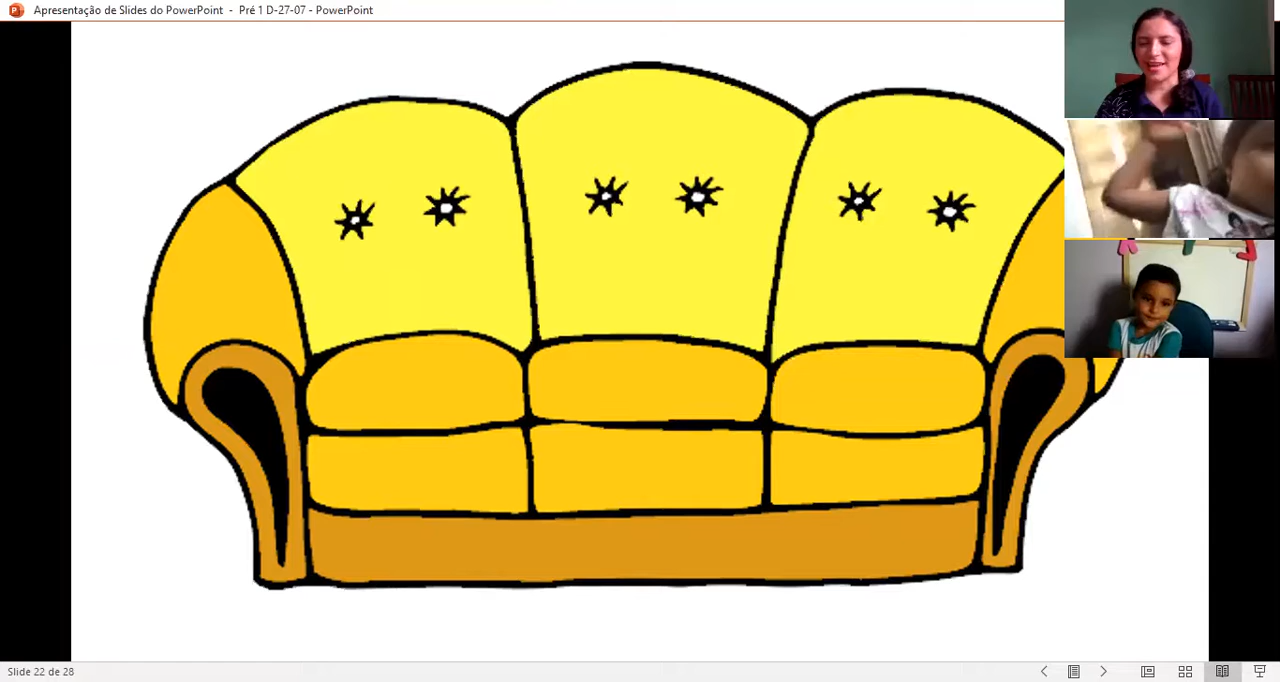 Apresentação de Slides do PowerPoint - Pré 1 D-27-07 - PowerPoint
Slide 22 de 28